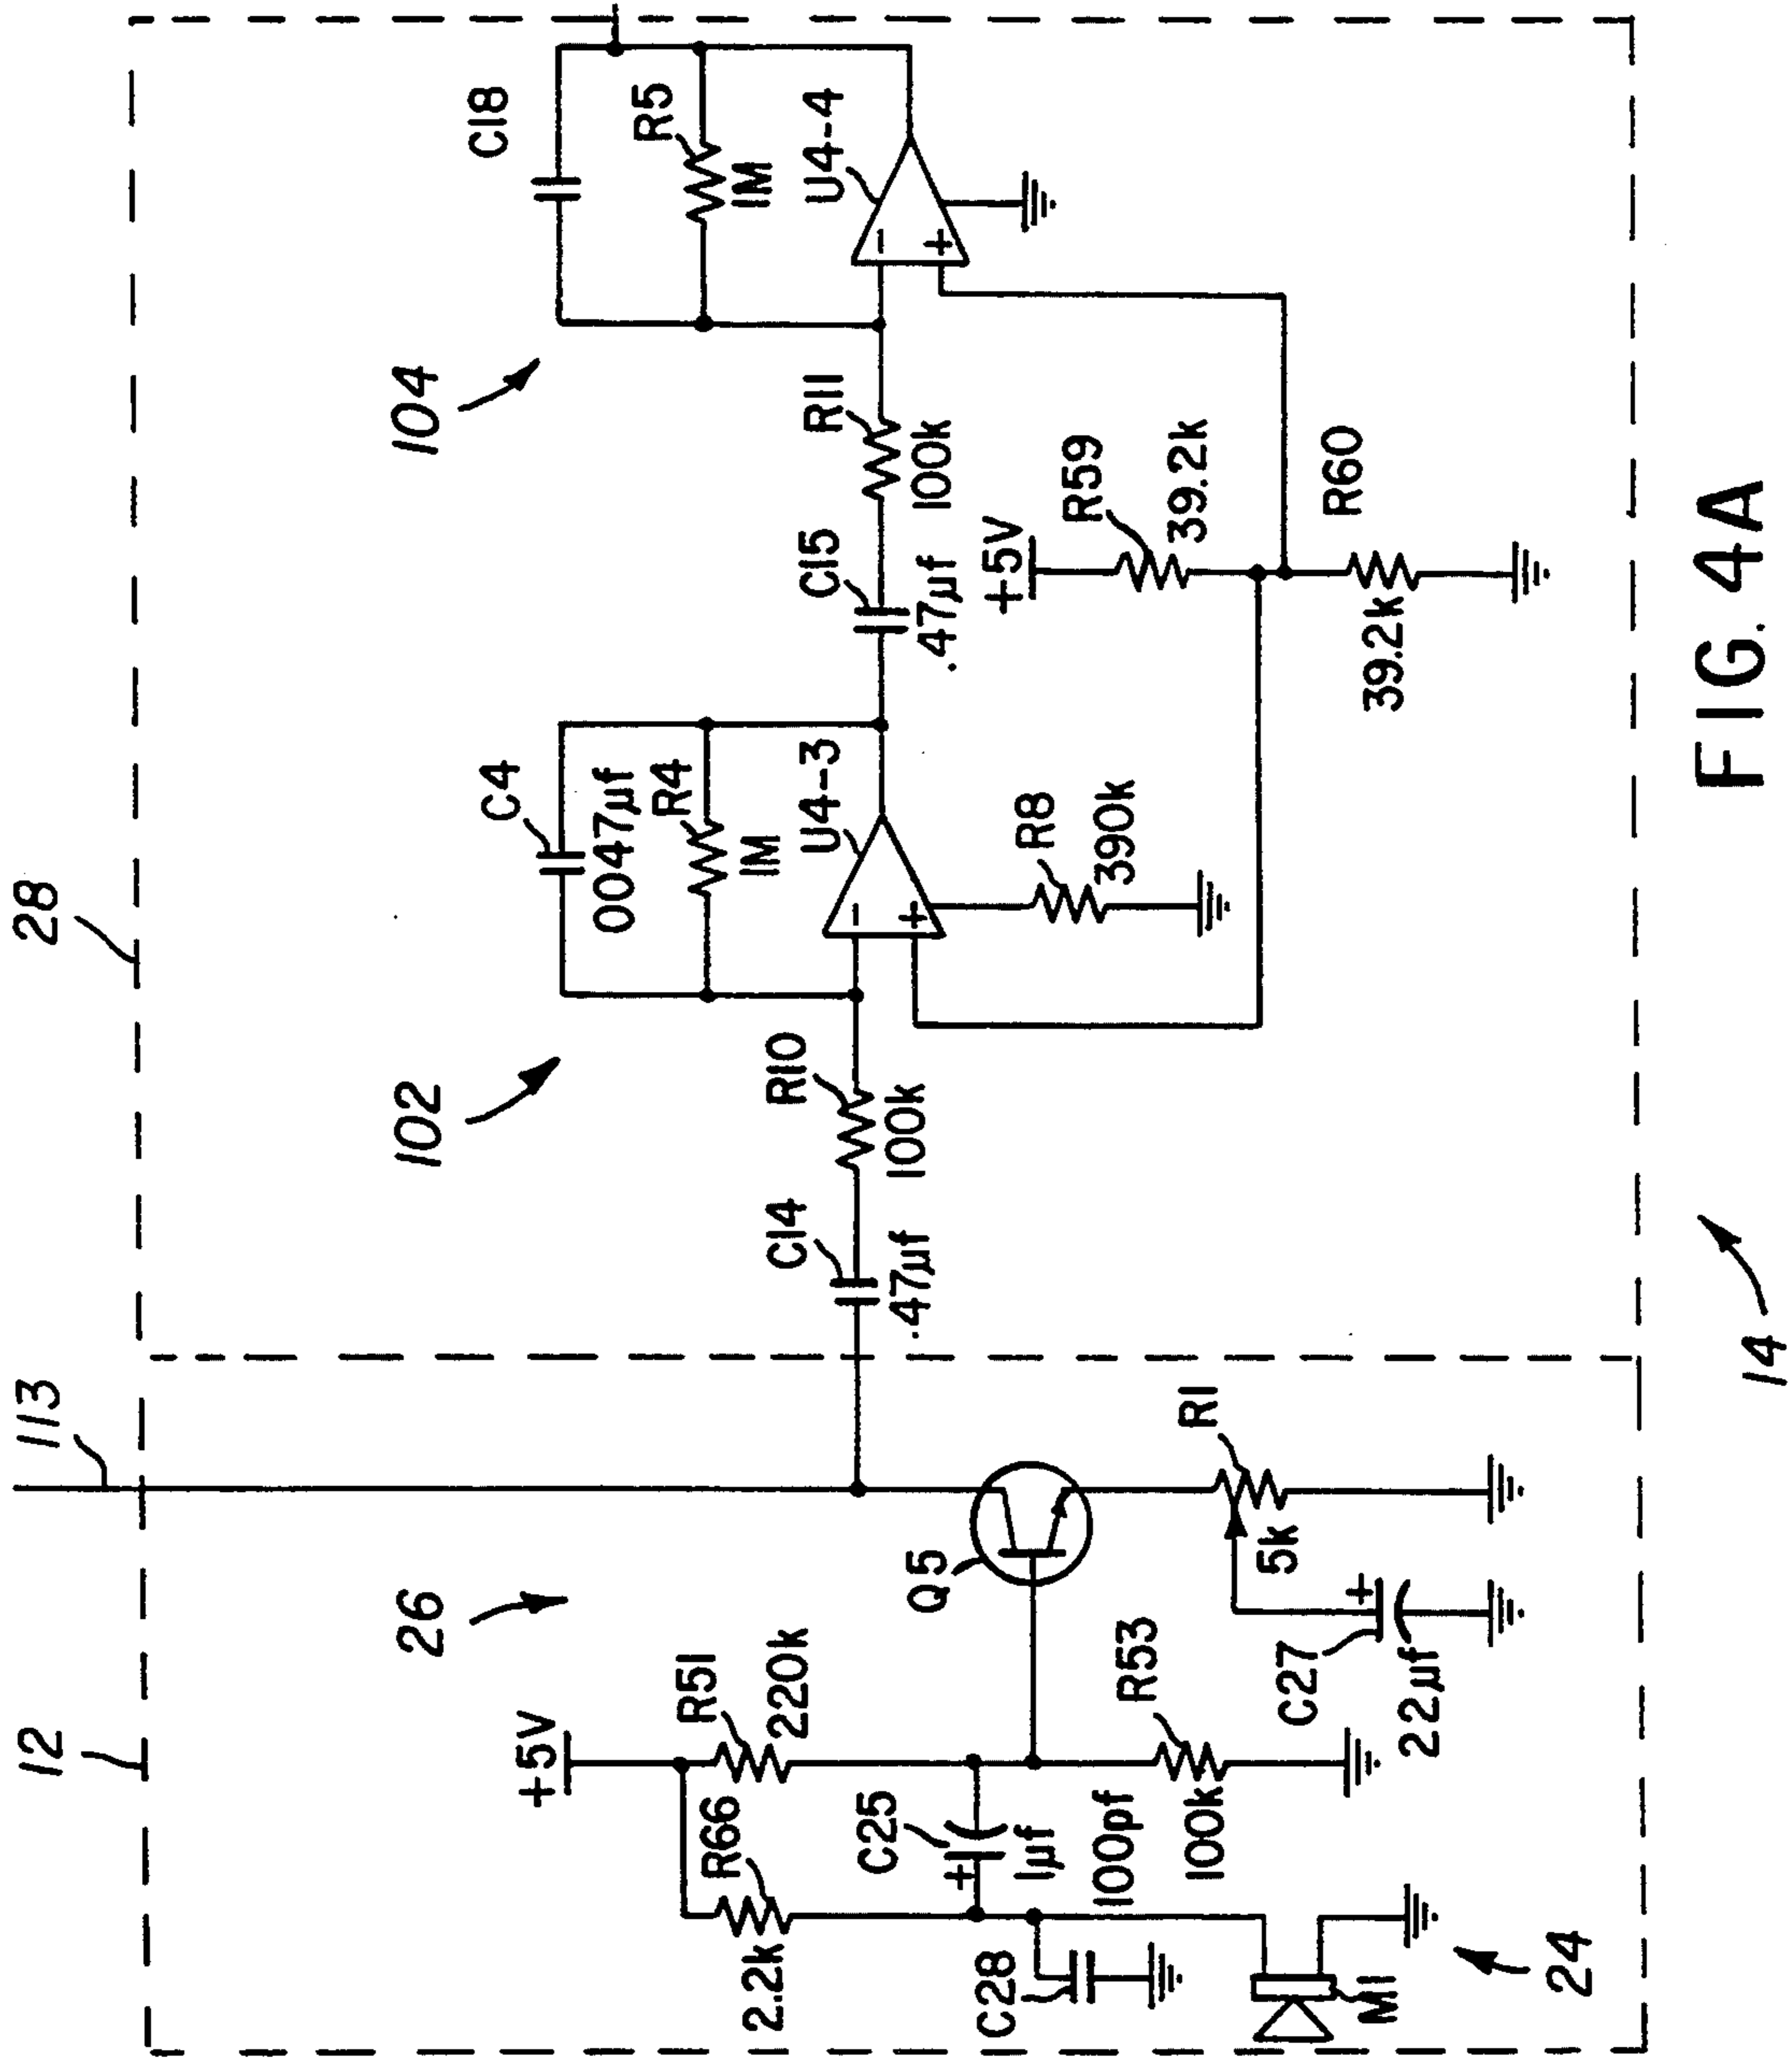 12
113
28
26
102
104
+5V
R51
220k
R66
2.2k
C25
+
1µf
C28
100pf
R53
100k
M1
24
Q5
R1
5k
C27
+
22µf
C14
.47µf
R10
100k
C4
0047µf
R4
1M
U4-3
-
+
R8
390k
C15
.47µf
R11
100k
C18
R5
1M
U4-4
-
+
+5V
R59
39.2k
R60
39.2k
14
FIG. 4A